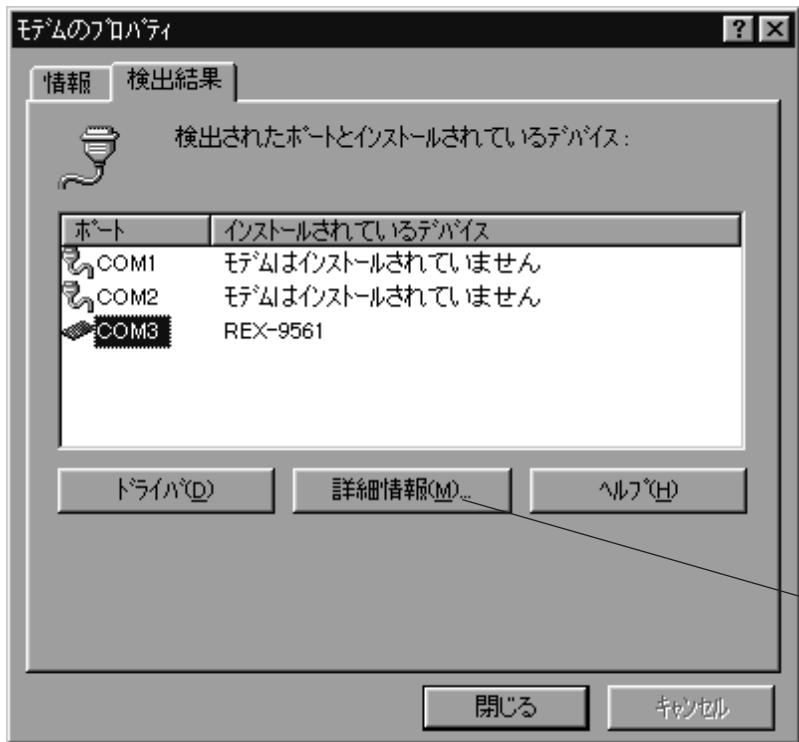 モデムのプロパティ
情報 検出結果
検出されたポートとインストールされているデバイス:
ポート インストールされているデバイス
COM1 モデムはインストールされていません
COM2 モデムはインストールされていません
COM3 REX-9561
ドライバ(D) 詳細情報(M)... ヘルプ(H)
閉じる キャンセル